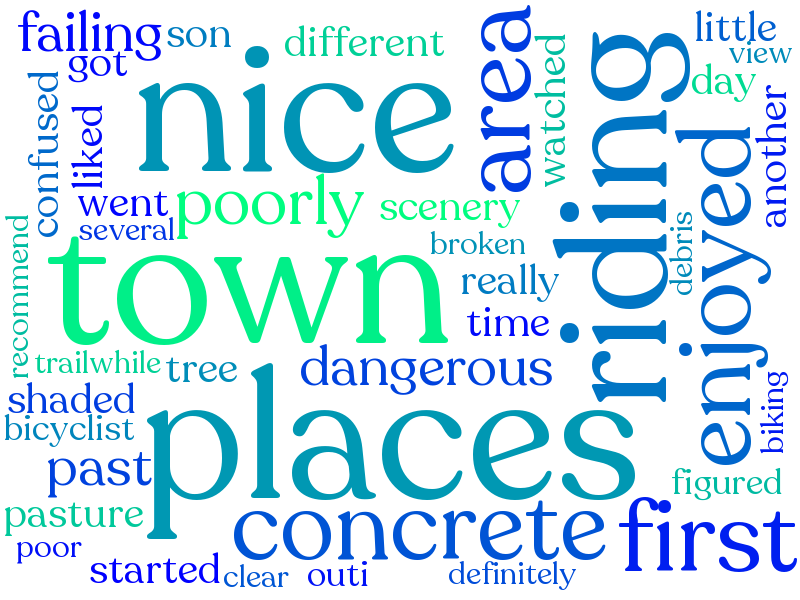 failing
son
different
little
view
got
nice
area
watched
riding
day
confused
liked
enjoyed
another
went
poorly
scenery
several
town
broken
debris
recommend
really
time
trailwhile
tree
dangerous
shaded
places
bicyclist
biking
past
figured
pasture
concrete
first
poor
started
clear
outi
definitely